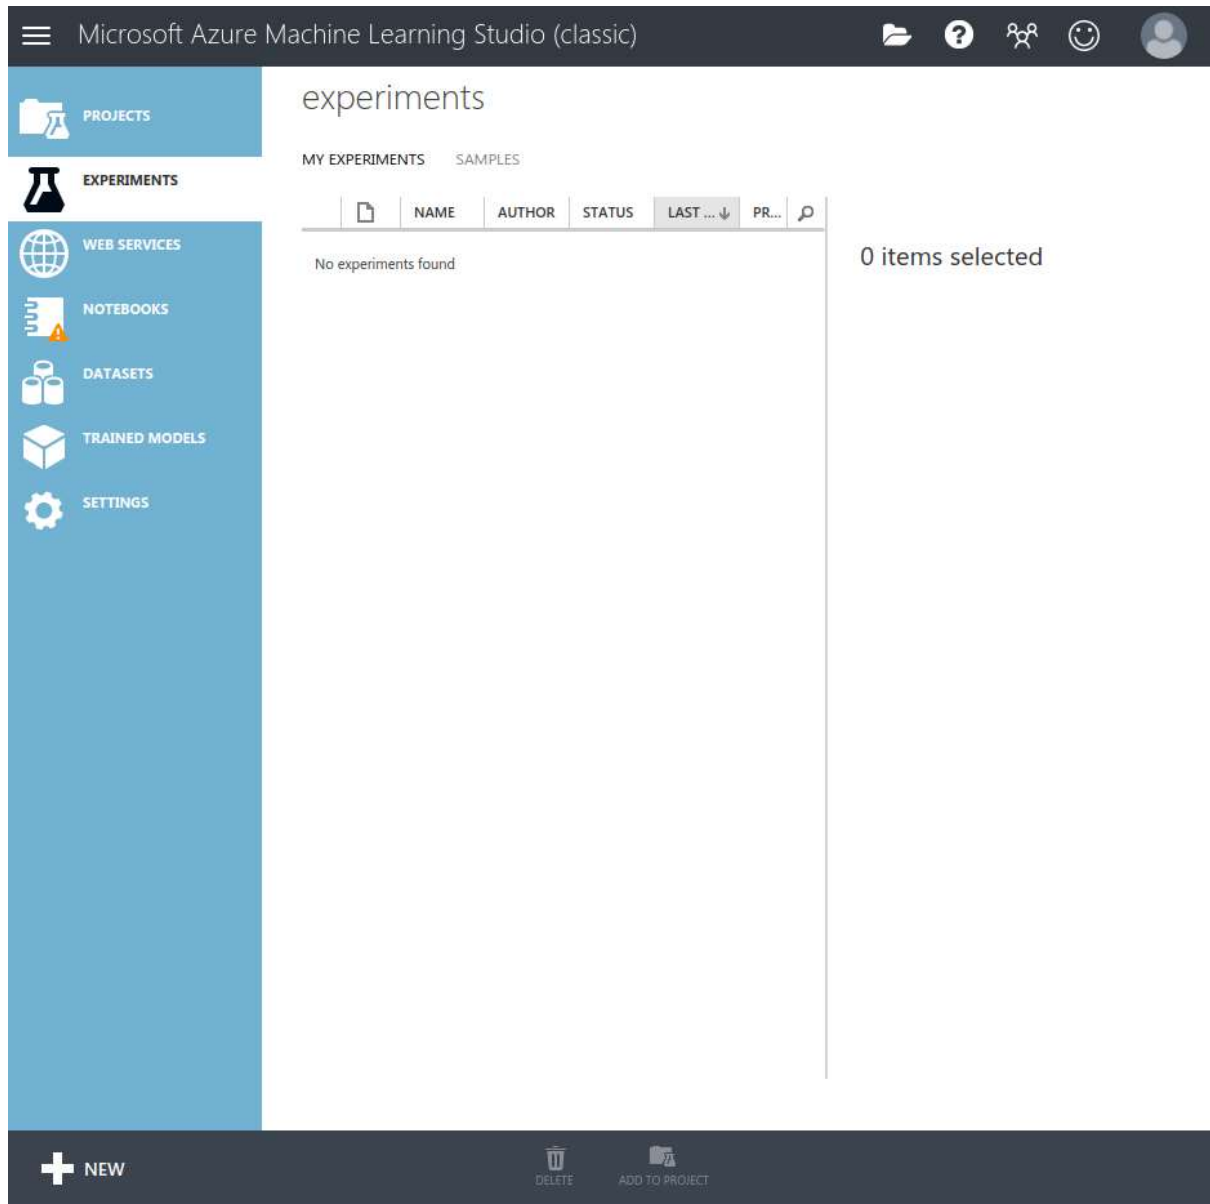 Microsoft Azure Machine Learning Studio (classic)
PROJECTS
EXPERIMENTS
WEB SERVICES
NOTEBOOKS
DATASETS
TRAINED MODELS
SETTINGS
experiments
MY EXPERIMENTS SAMPLES
NAME AUTHOR STATUS LAST ... PR...
No experiments found
0 items selected
NEW
DELETE
ADD TO PROJECT